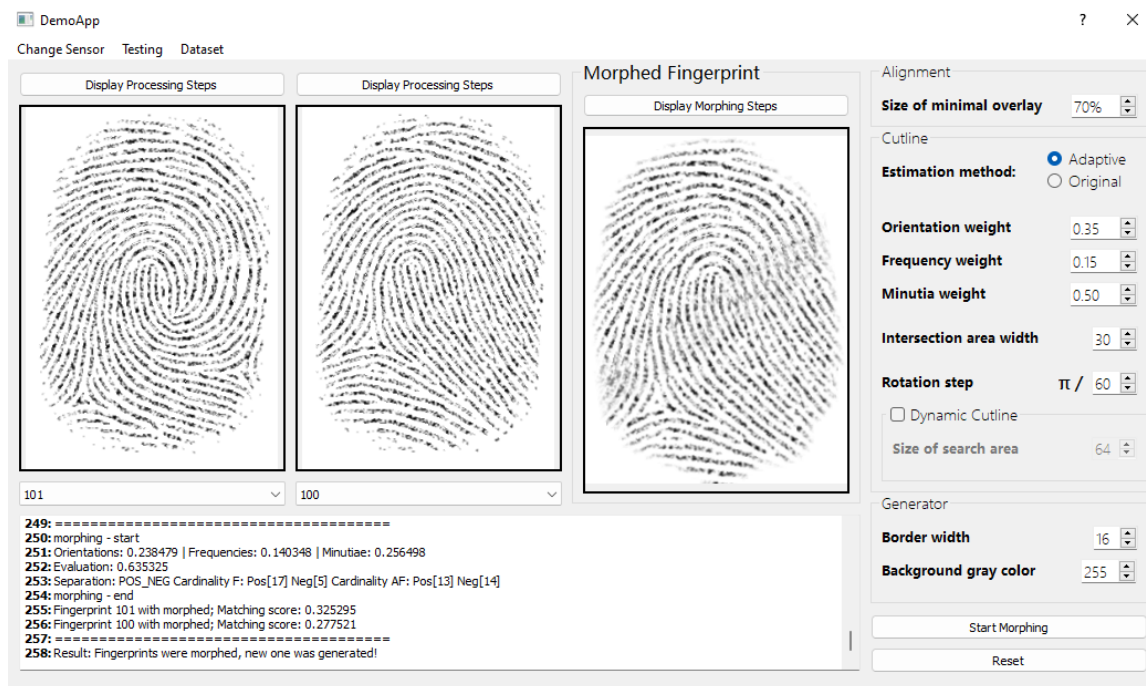 DemoApp
? ×
Change Sensor Testing Dataset
Display Processing Steps
Display Processing Steps
Morphed Fingerprint
Display Morphing Steps
101
100
249: ======================================
250: morphing - start
251: Orientations: 0.238479 | Frequencies: 0.140348 | Minutiae: 0.256498
252: Evaluation: 0.635325
253: Separation: POS_NEG Cardinality F: Pos[17] Neg[5] Cardinality AF: Pos[13] Neg[14]
254: morphing - end
255: Fingerprint 101 with morphed; Matching score: 0.325295
256: Fingerprint 100 with morphed; Matching score: 0.277521
257: ======================================
258: Result: Fingerprints were morphed, new one was generated!
Alignment
Size of minimal overlay 70%
Cutline
Estimation method: Adaptive
Original
Orientation weight 0.35
Frequency weight 0.15
Minutia weight 0.50
Intersection area width 30
Rotation step π / 60
Dynamic Cutline
Size of search area 64
Generator
Border width 16
Background gray color 255
Start Morphing
Reset